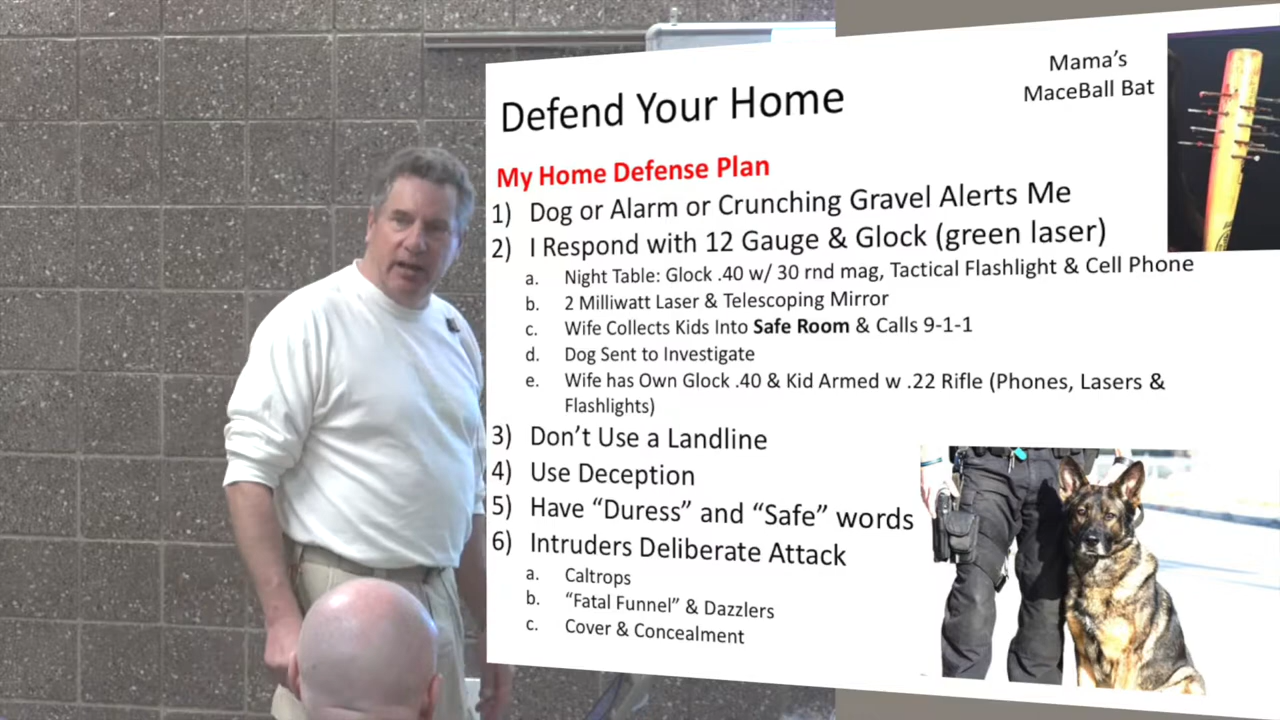 Defend Your Home
Mama's
MaceBall Bat
My Home Defense Plan
1) Dog or Alarm or Crunching Gravel Alerts Me
2) I Respond with 12 Gauge & Glock (green laser)
a. Night Table: Glock .40 w/ 30 rnd mag, Tactical Flashlight & Cell Phone
b. 2 Milliwatt Laser & Telescoping Mirror
c. Wife Collects Kids Into Safe Room & Calls 9-1-1
d. Dog Sent to Investigate
e. Wife has Own Glock .40 & Kid Armed w .22 Rifle (Phones, Lasers &
Flashlights)
3) Don't Use a Landline
4) Use Deception
5) Have “Duress” and “Safe” words
6) Intruders Deliberate Attack
a. Caltrops
b. “Fatal Funnel” & Dazzlers
c. Cover & Concealment